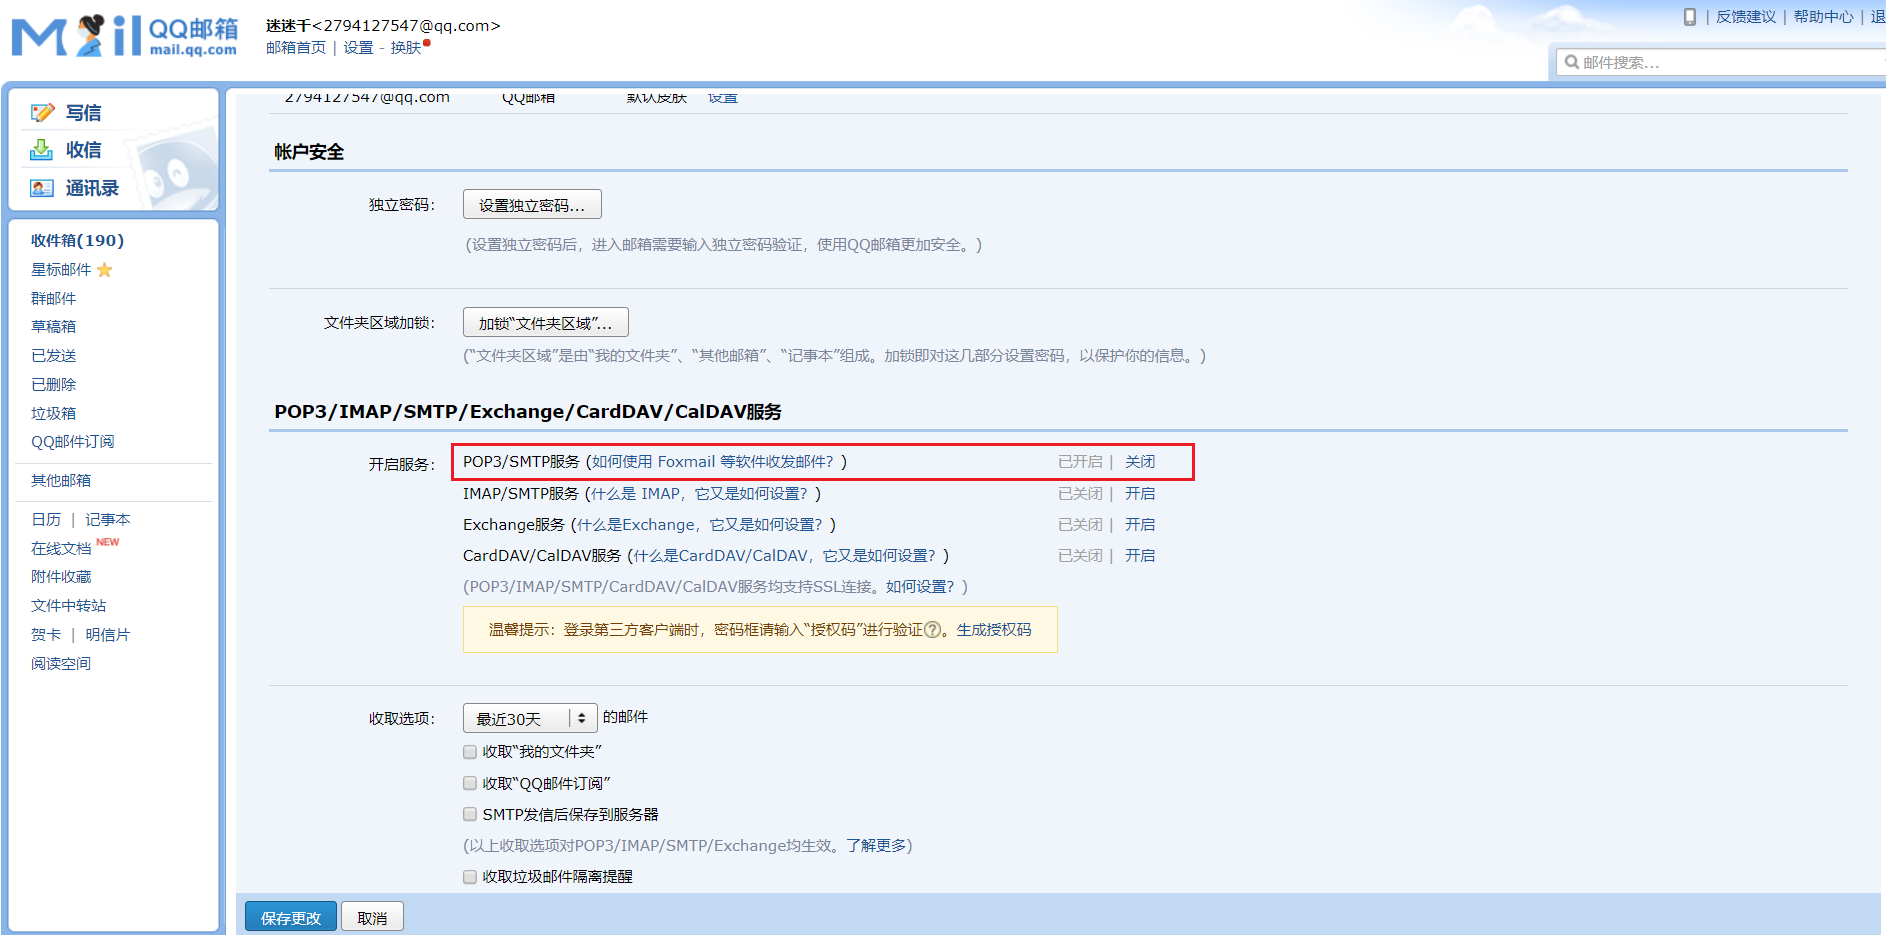 Mail QQ邮箱
mail.qq.com
迷迷千<2794127547@qq.com>
邮箱首页 | 设置 - 换肤
反馈建议 | 帮助中心 | 退
邮件搜索...
写信
收信
通讯录
收件箱(190)
星标邮件
群邮件
草稿箱
已发送
已删除
垃圾箱
QQ邮件订阅
其他邮箱
日历 | 记事本
在线文档 NEW
附件收藏
文件中转站
贺卡 | 明信片
阅读空间
2794127547@qq.com QQ邮箱 默认皮肤 设置
帐户安全
独立密码： 设置独立密码...
(设置独立密码后，进入邮箱需要输入独立密码验证，使用QQ邮箱更加安全。)
文件夹区域加锁： 加锁“文件夹区域”...
(“文件夹区域”是由“我的文件夹”、“其他邮箱”、“记事本”组成。加锁即对这几部分设置密码，以保护你的信息。)
POP3/IMAP/SMTP/Exchange/CardDAV/CalDAV服务
开启服务： POP3/SMTP服务 (如何使用 Foxmail 等软件收发邮件？) 已开启 | 关闭
IMAP/SMTP服务 (什么是 IMAP，它又是如何设置？) 已关闭 | 开启
Exchange服务 (什么是Exchange，它又是如何设置？) 已关闭 | 开启
CardDAV/CalDAV服务 (什么是CardDAV/CalDAV，它又是如何设置？) 已关闭 | 开启
(POP3/IMAP/SMTP/CardDAV/CalDAV服务均支持SSL连接。如何设置？)
温馨提示：登录第三方客户端时，密码框请输入“授权码”进行验证?。生成授权码
收取选项： 最近30天 的邮件
收取“我的文件夹”
收取“QQ邮件订阅”
SMTP发信后保存到服务器
(以上收取选项对POP3/IMAP/SMTP/Exchange均生效。了解更多)
收取垃圾邮件隔离提醒
保存更改 取消